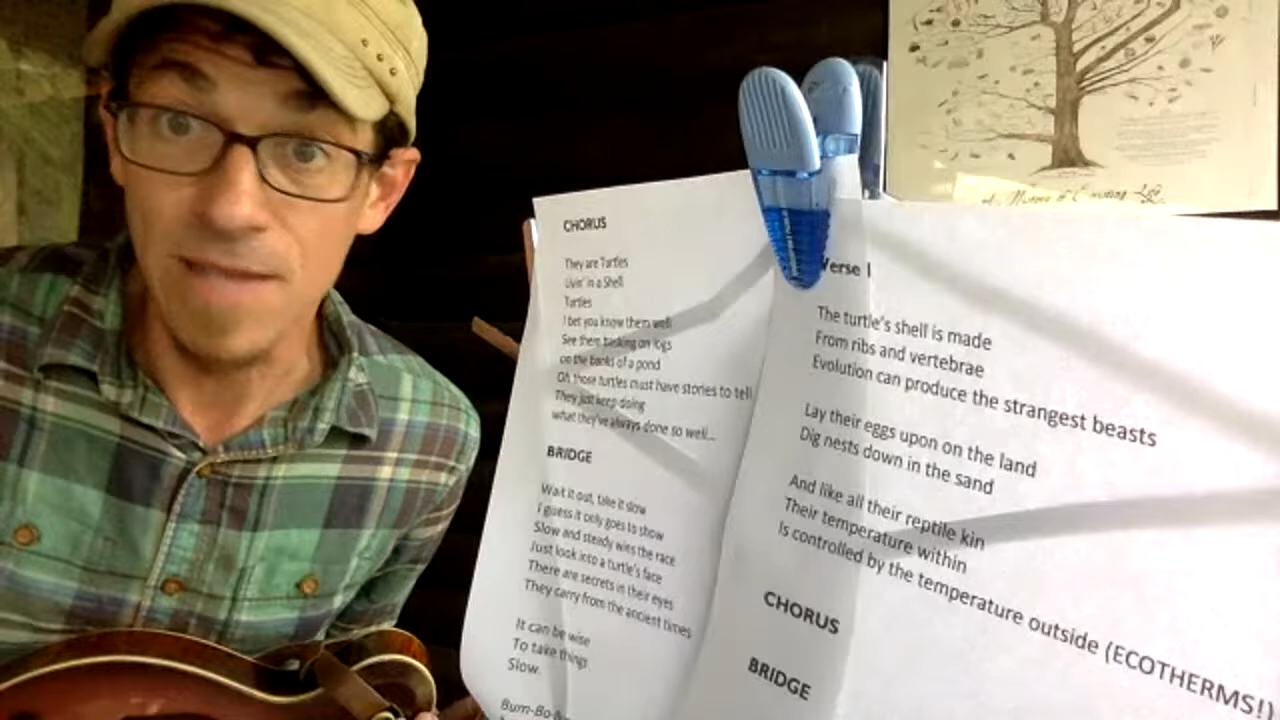 CHORUS
They are Turtles
Livin' in a Shell
Turtles
I bet you know them well
See them basking on logs
on the banks of a pond
Oh those turtles must have stories to tell
They just keep doing
what they've always done so well...
BRIDGE
Wait it out, take it slow
I guess it only goes to show
Slow and steady wins the race
Just look into a turtle's face
There are secrets in their eyes
They carry from the ancient times
It can be wise
To take things
Slow.
Bum-Bo-B
Verse 1
The turtle's shell is made
From ribs and vertebrae
Evolution can produce the strangest beasts
Lay their eggs upon on the land
Dig nests down in the sand
And like all their reptile kin
Their temperature within
Is controlled by the temperature outside (ECOTHERMS!)
CHORUS
BRIDGE